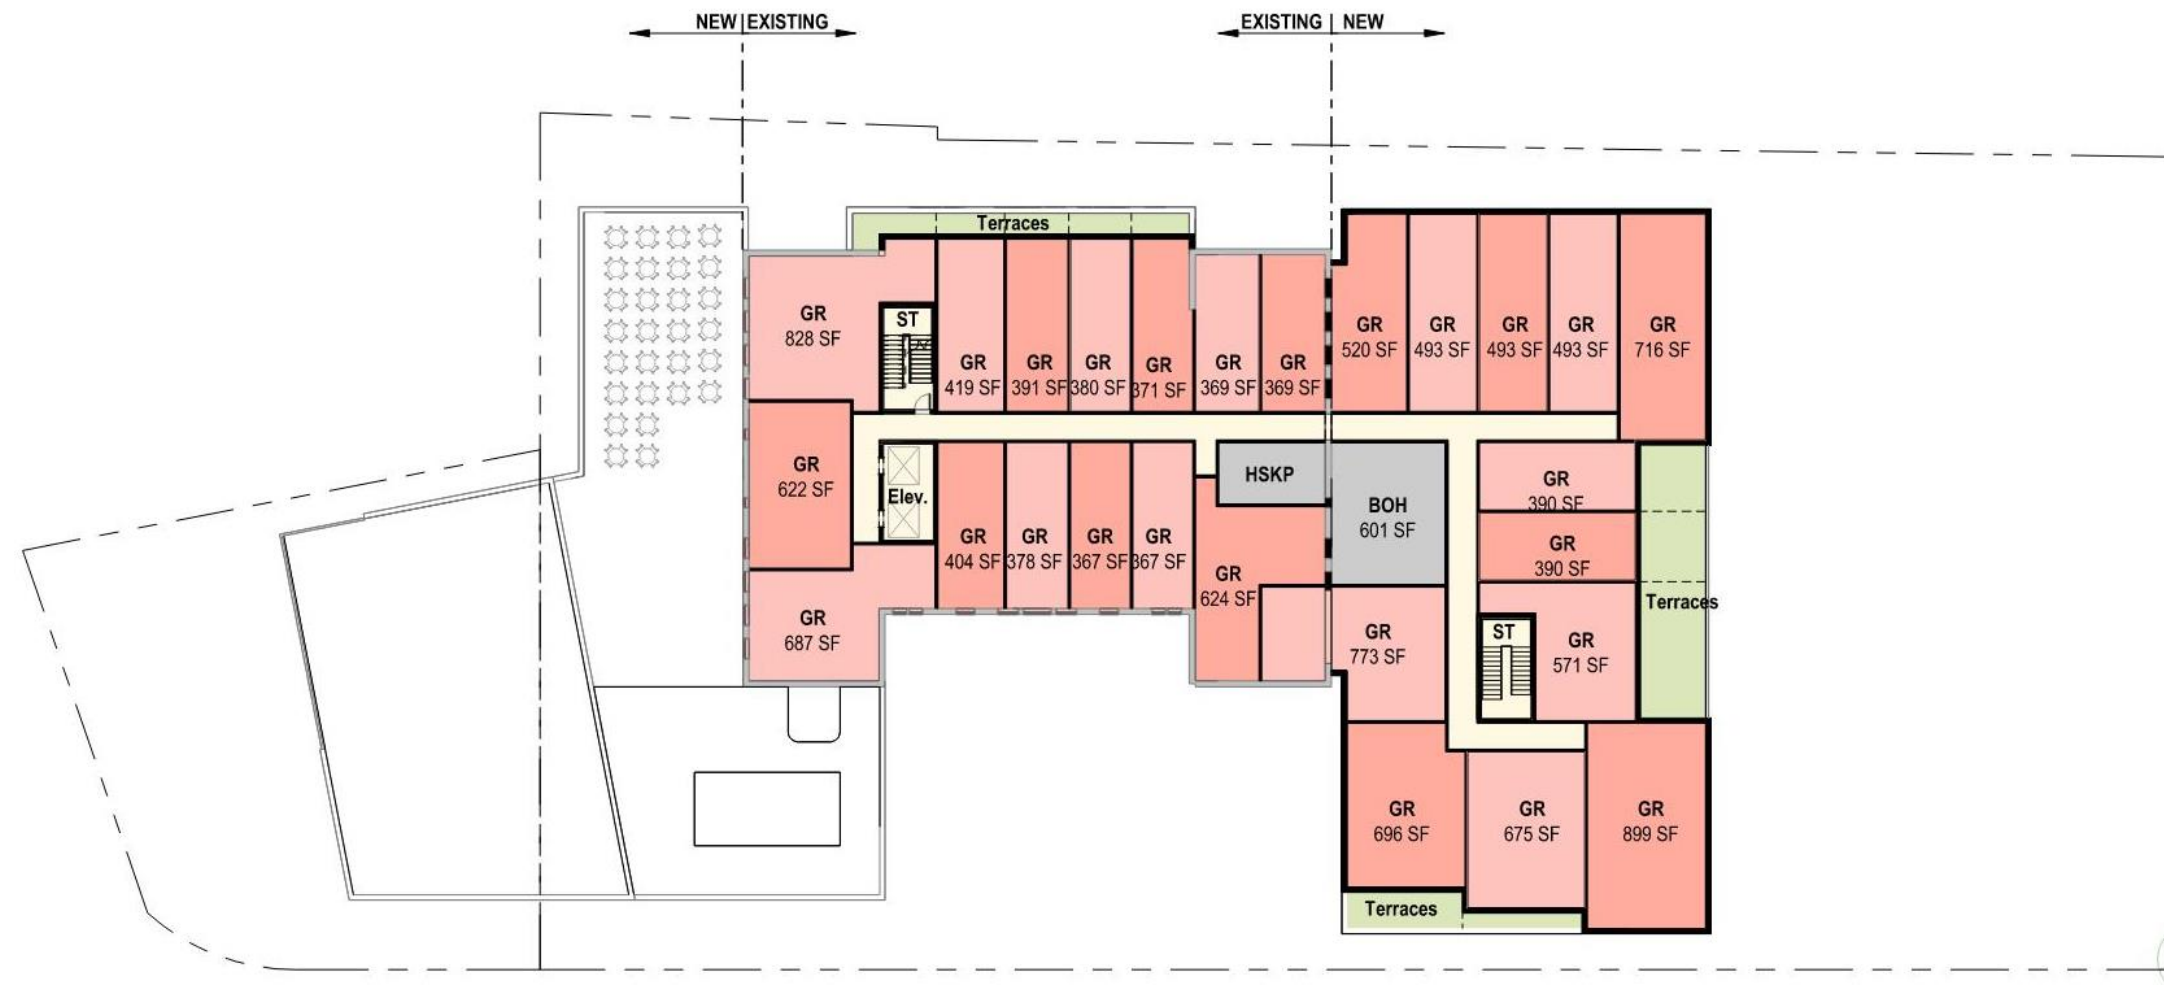 NEW EXISTING
EXISTING NEW
Terraces
GR
828 SF
ST
GR
419 SF
GR
391 SF
GR
380 SF
GR
371 SF
GR
369 SF
GR
369 SF
GR
520 SF
GR
493 SF
GR
493 SF
GR
493 SF
GR
716 SF
GR
622 SF
Elev.
GR
404 SF
GR
378 SF
GR
367 SF
GR
367 SF
HSKP
BOH
601 SF
GR
390 SF
GR
390 SF
GR
624 SF
Terraces
GR
687 SF
GR
773 SF
ST
GR
571 SF
GR
696 SF
GR
675 SF
GR
899 SF
Terraces